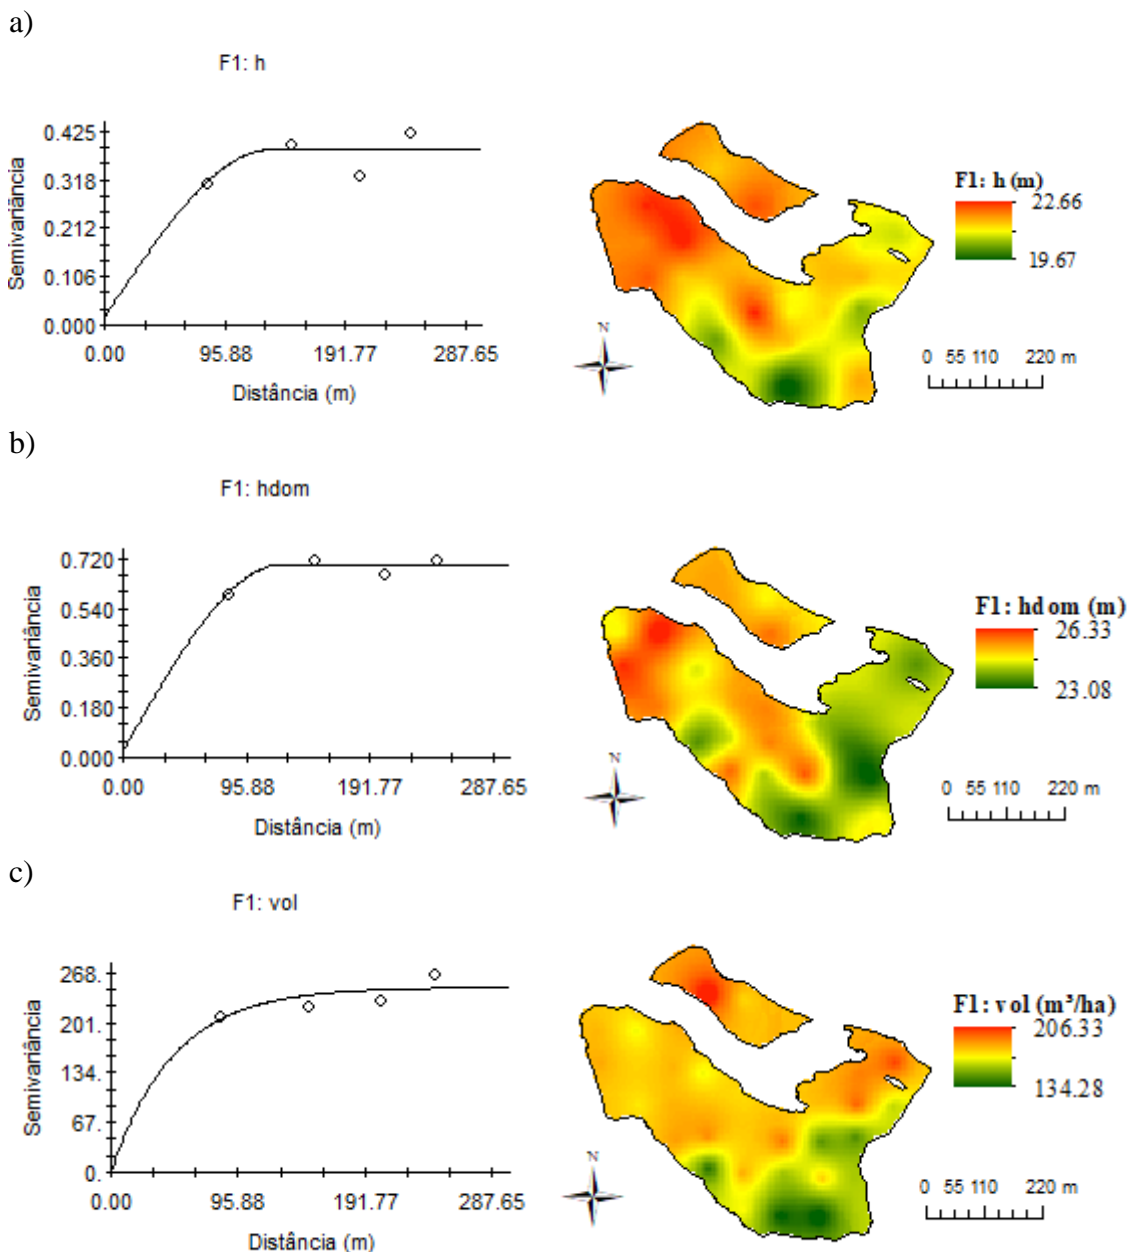 a)
F1: h
Semivariância
0.425
0.318
0.212
0.106
0.000
0.00 95.88 191.77 287.65
Distância (m)
F1: h (m)
22.66
19.67
N
0 55 110 220 m
b)
F1: hdom
Semivariância
0.720
0.540
0.360
0.180
0.000
0.00 95.88 191.77 287.65
Distância (m)
F1: hdom (m)
26.33
23.08
N
0 55 110 220 m
c)
F1: vol
Semivariância
268.
201.
134.
67.
0.
0.00 95.88 191.77 287.65
Distância (m)
F1: vol (m³/ha)
206.33
134.28
N
0 55 110 220 m